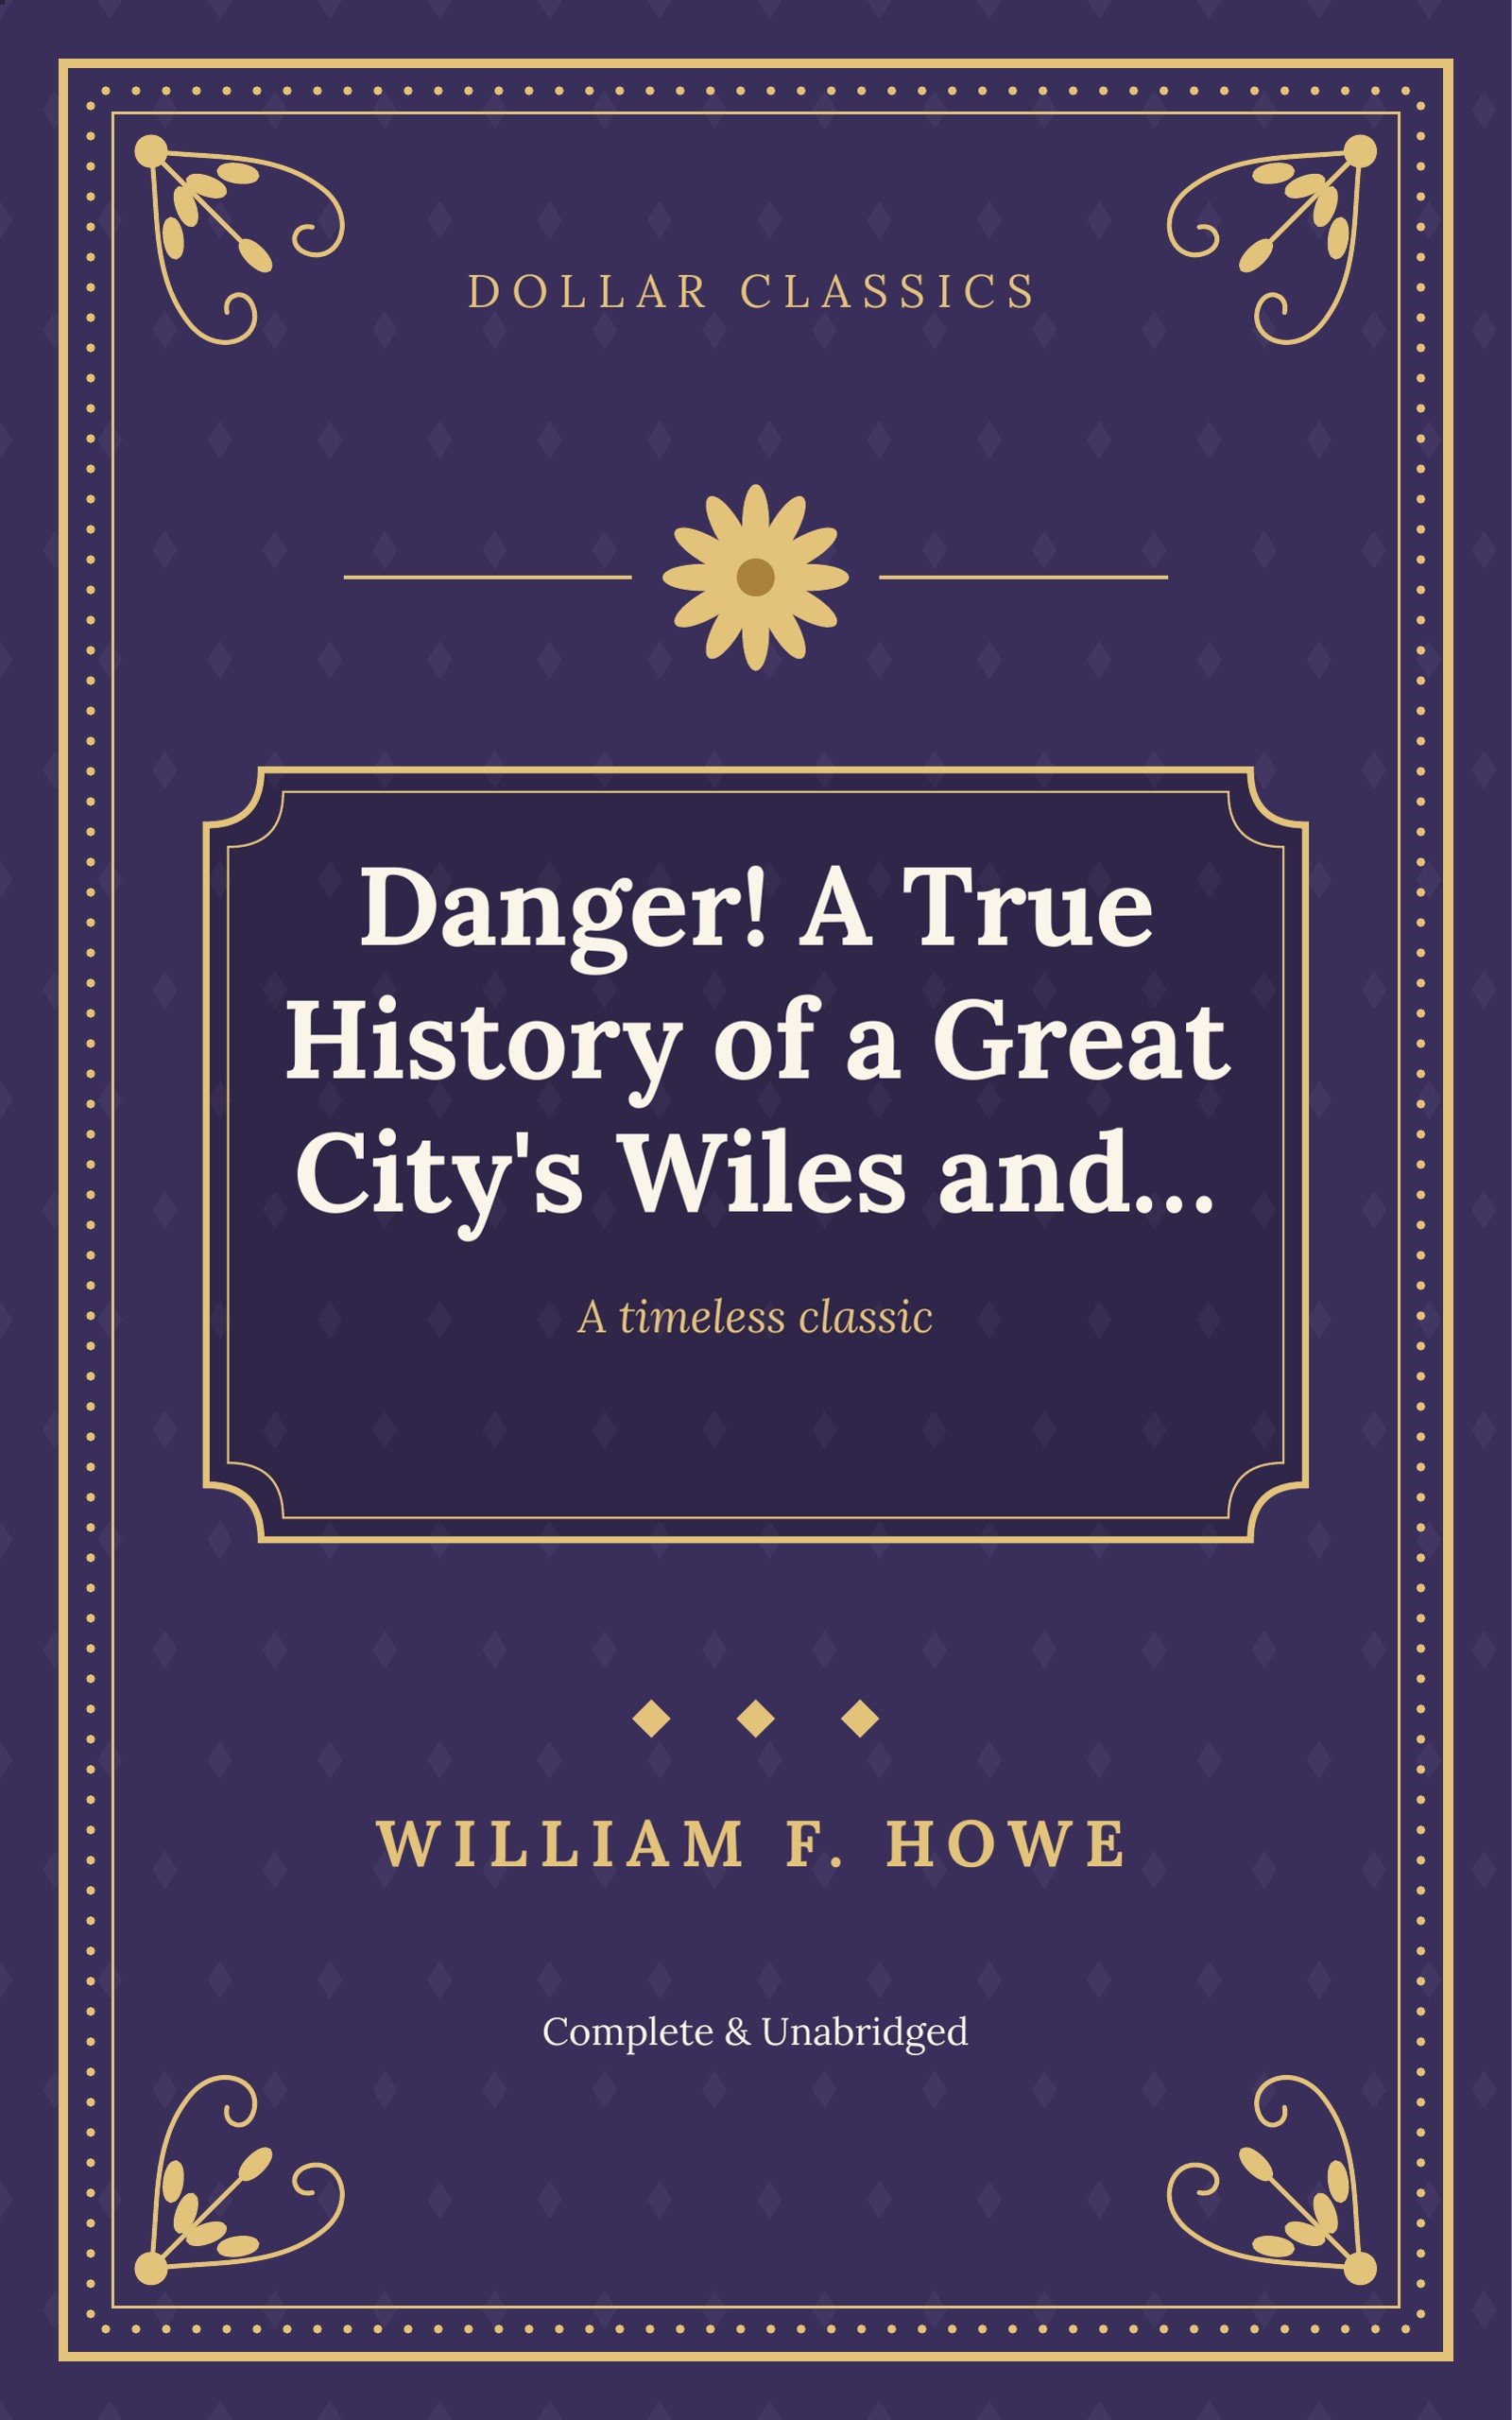 DOLLAR CLASSICS
Danger! A True
History of a Great
City's Wiles and...
A timeless classic
WILLIAM F. HOWE
Complete & Unabridged